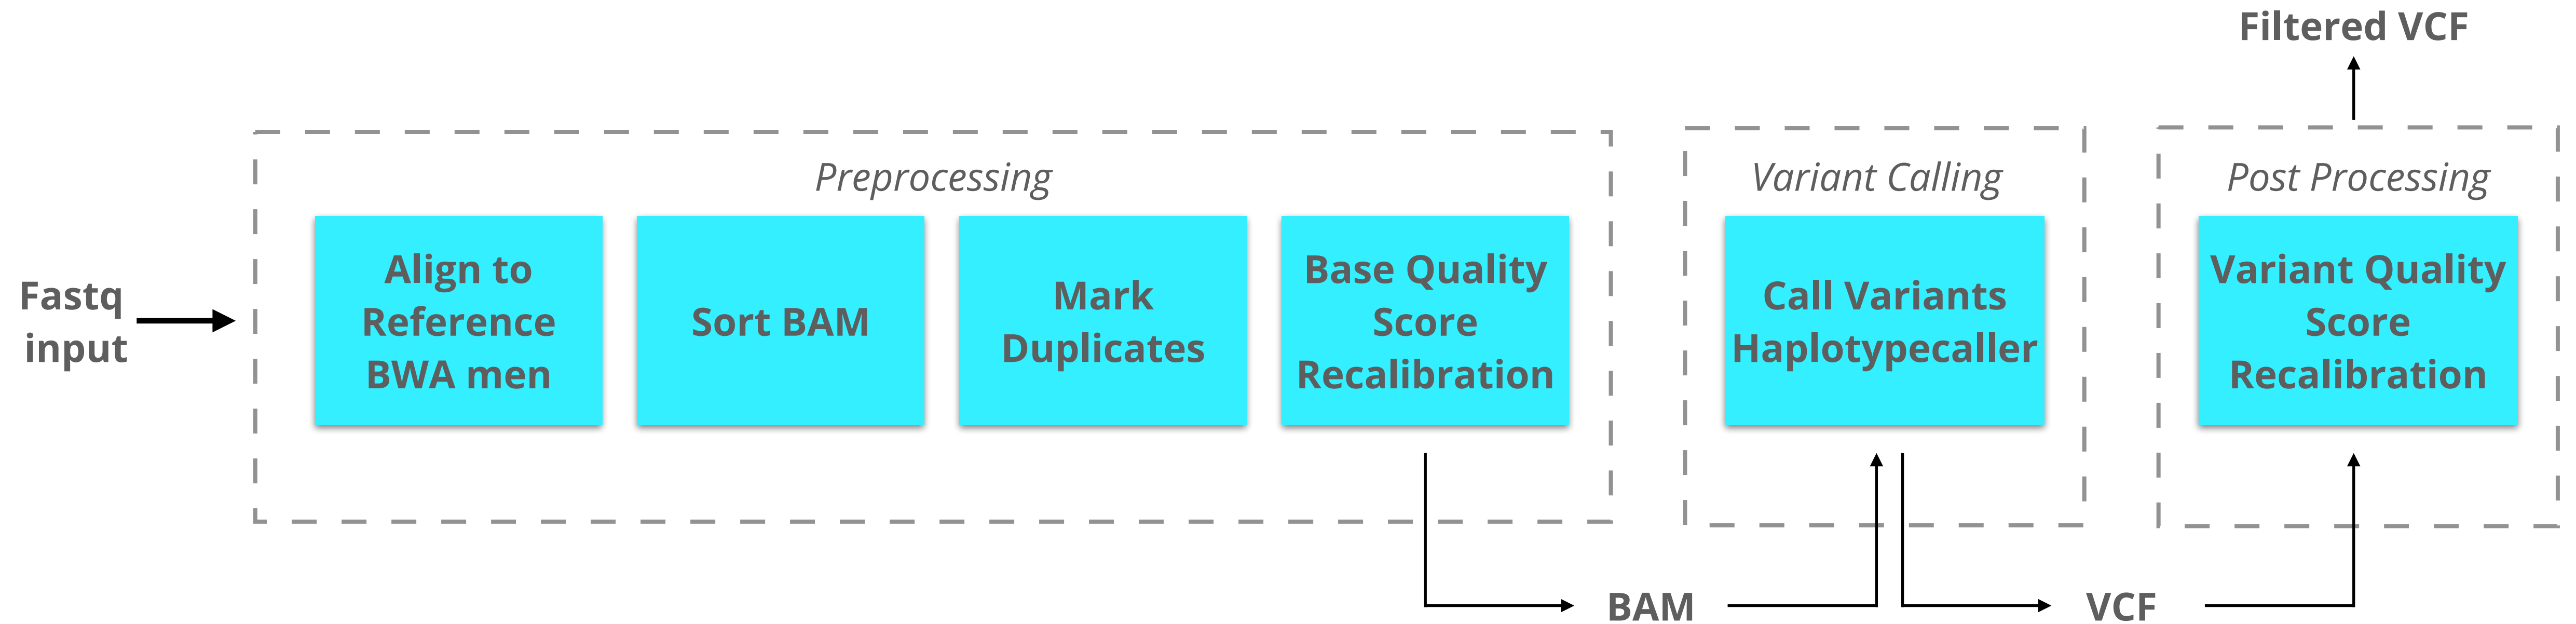 Filtered VCF
Preprocessing
Variant Calling
Post Processing
Fastq
input
Align to
Reference
BWA men
Sort BAM
Mark
Duplicates
Base Quality
Score
Recalibration
Call Variants
Haplotypecaller
Variant Quality
Score
Recalibration
BAM
VCF